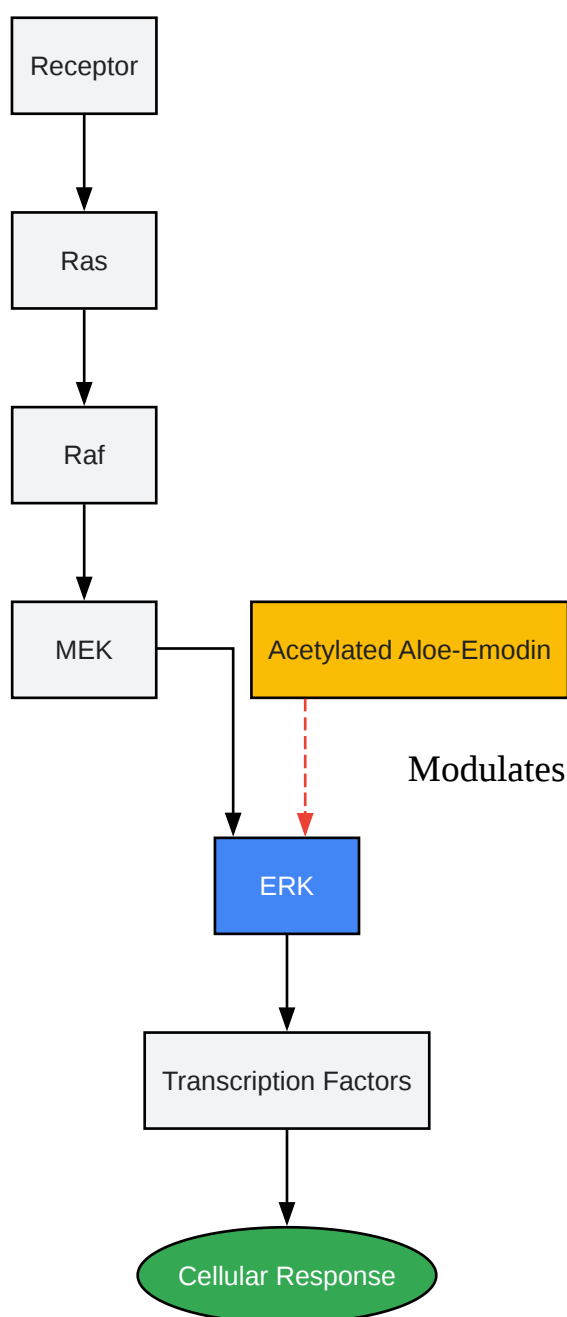 Receptor
Ras
Raf
MEK
Acetylated Aloe-Emodin
Modulates
ERK
Transcription Factors
Cellular Response